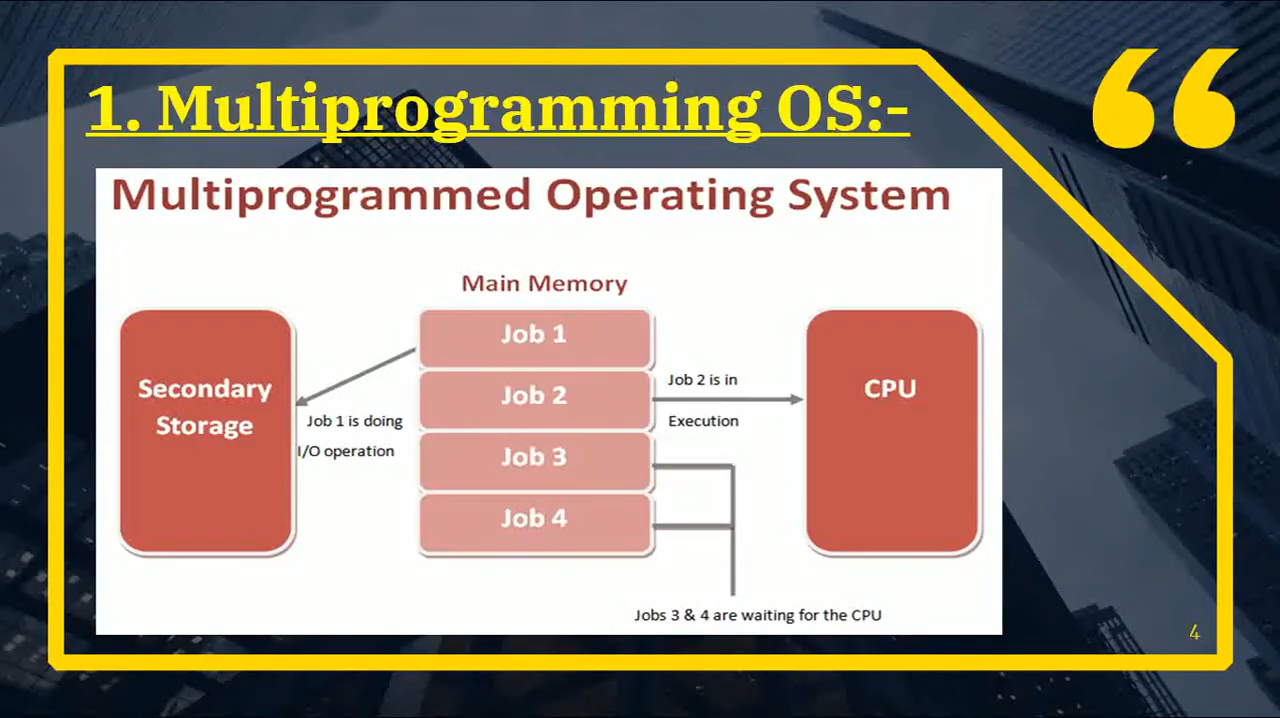 1. Multiprogramming OS:-
Multiprogrammed Operating System
Main Memory
Secondary
Storage
Job 1 is doing
I/O operation
Job 1
Job 2
Job 3
Job 4
Job 2 is in
Execution
CPU
Jobs 3 & 4 are waiting for the CPU
4